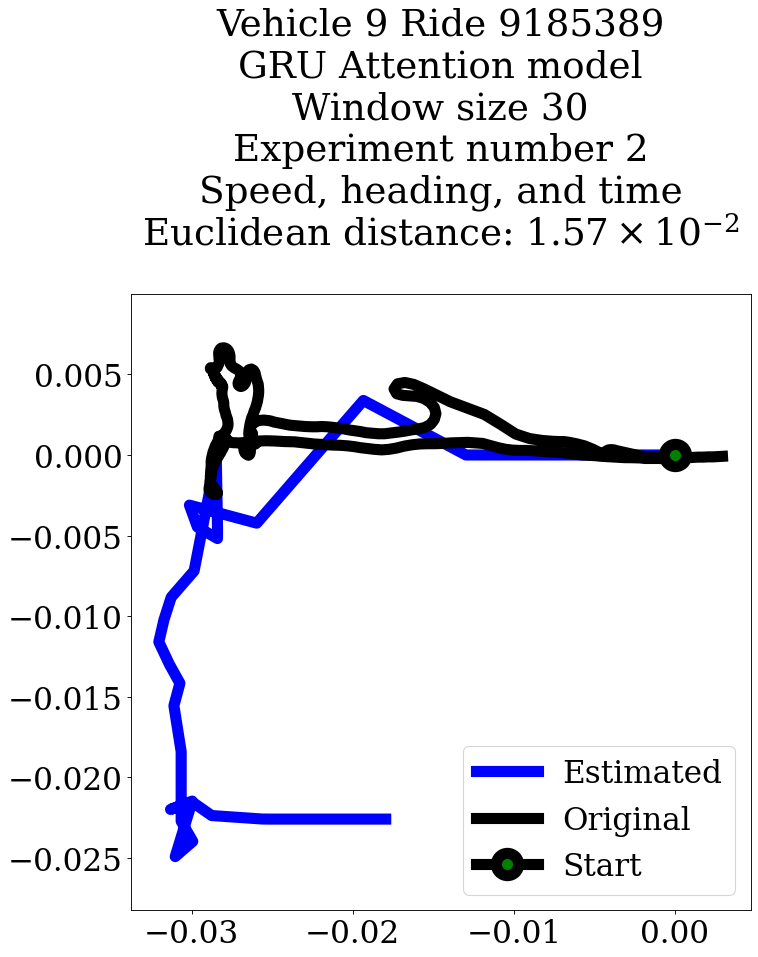 Vehicle 9 Ride 9185389
GRU Attention model
Window size 30
Experiment number 2
Speed, heading, and time
Euclidean distance: 1.57 × 10⁻²
0.005
0.000
−0.005
−0.010
−0.015
−0.020
−0.025
Estimated
Original
Start
−0.03 −0.02 −0.01 0.00